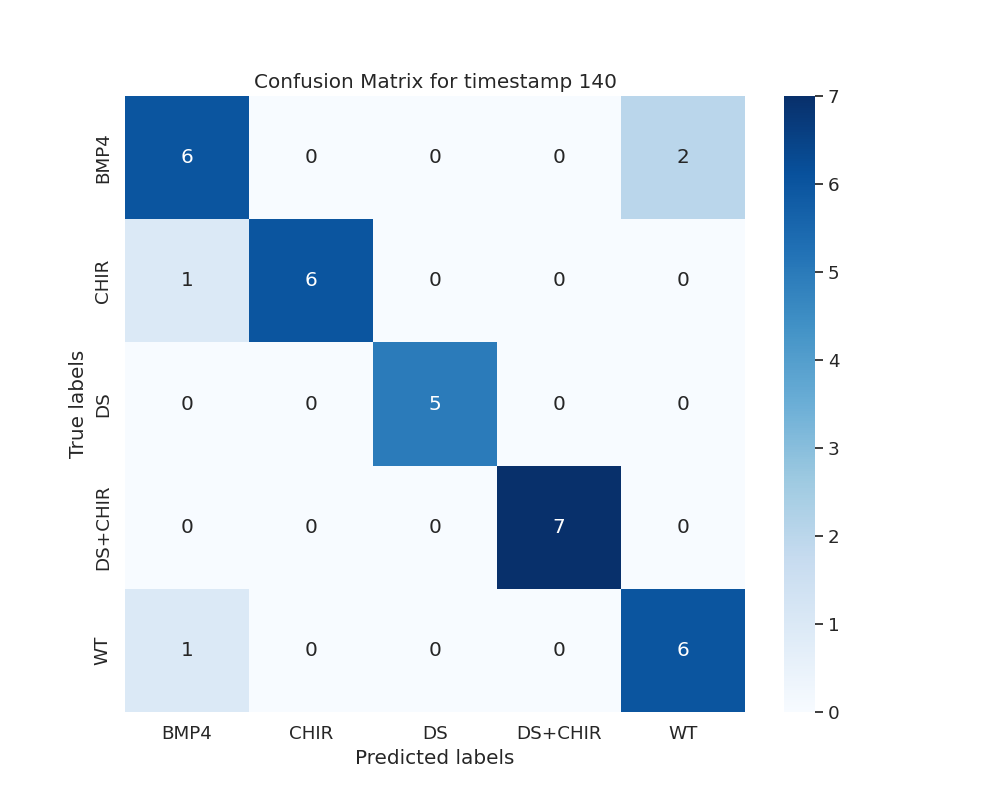 Confusion Matrix for timestamp 140
True labels
BMP4 6 0 0 0 2
CHIR 1 6 0 0 0
DS 0 0 5 0 0
DS+CHIR 0 0 0 7 0
WT 1 0 0 0 6
BMP4 CHIR DS DS+CHIR WT
Predicted labels
7
6
5
4
3
2
1
0